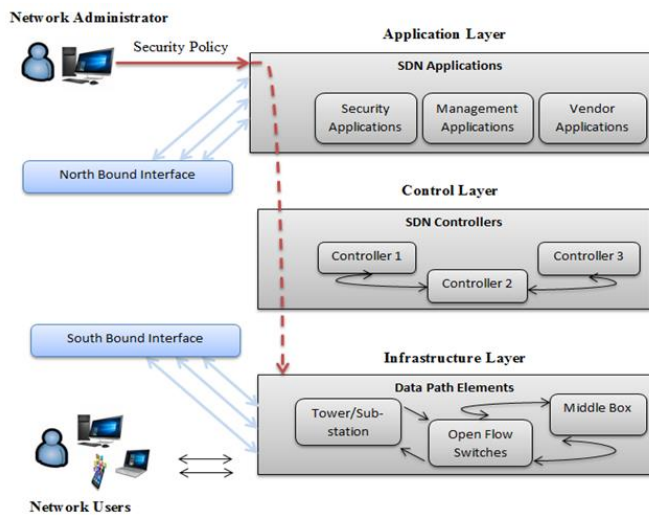 Network Administrator
Security Policy
Application Layer
SDN Applications
Security
Applications
Management
Applications
Vendor
Applications
North Bound Interface
Control Layer
SDN Controllers
Controller 1
Controller 2
Controller 3
South Bound Interface
Infrastructure Layer
Data Path Elements
Tower/Sub-
station
Open Flow
Switches
Middle Box
Network Users